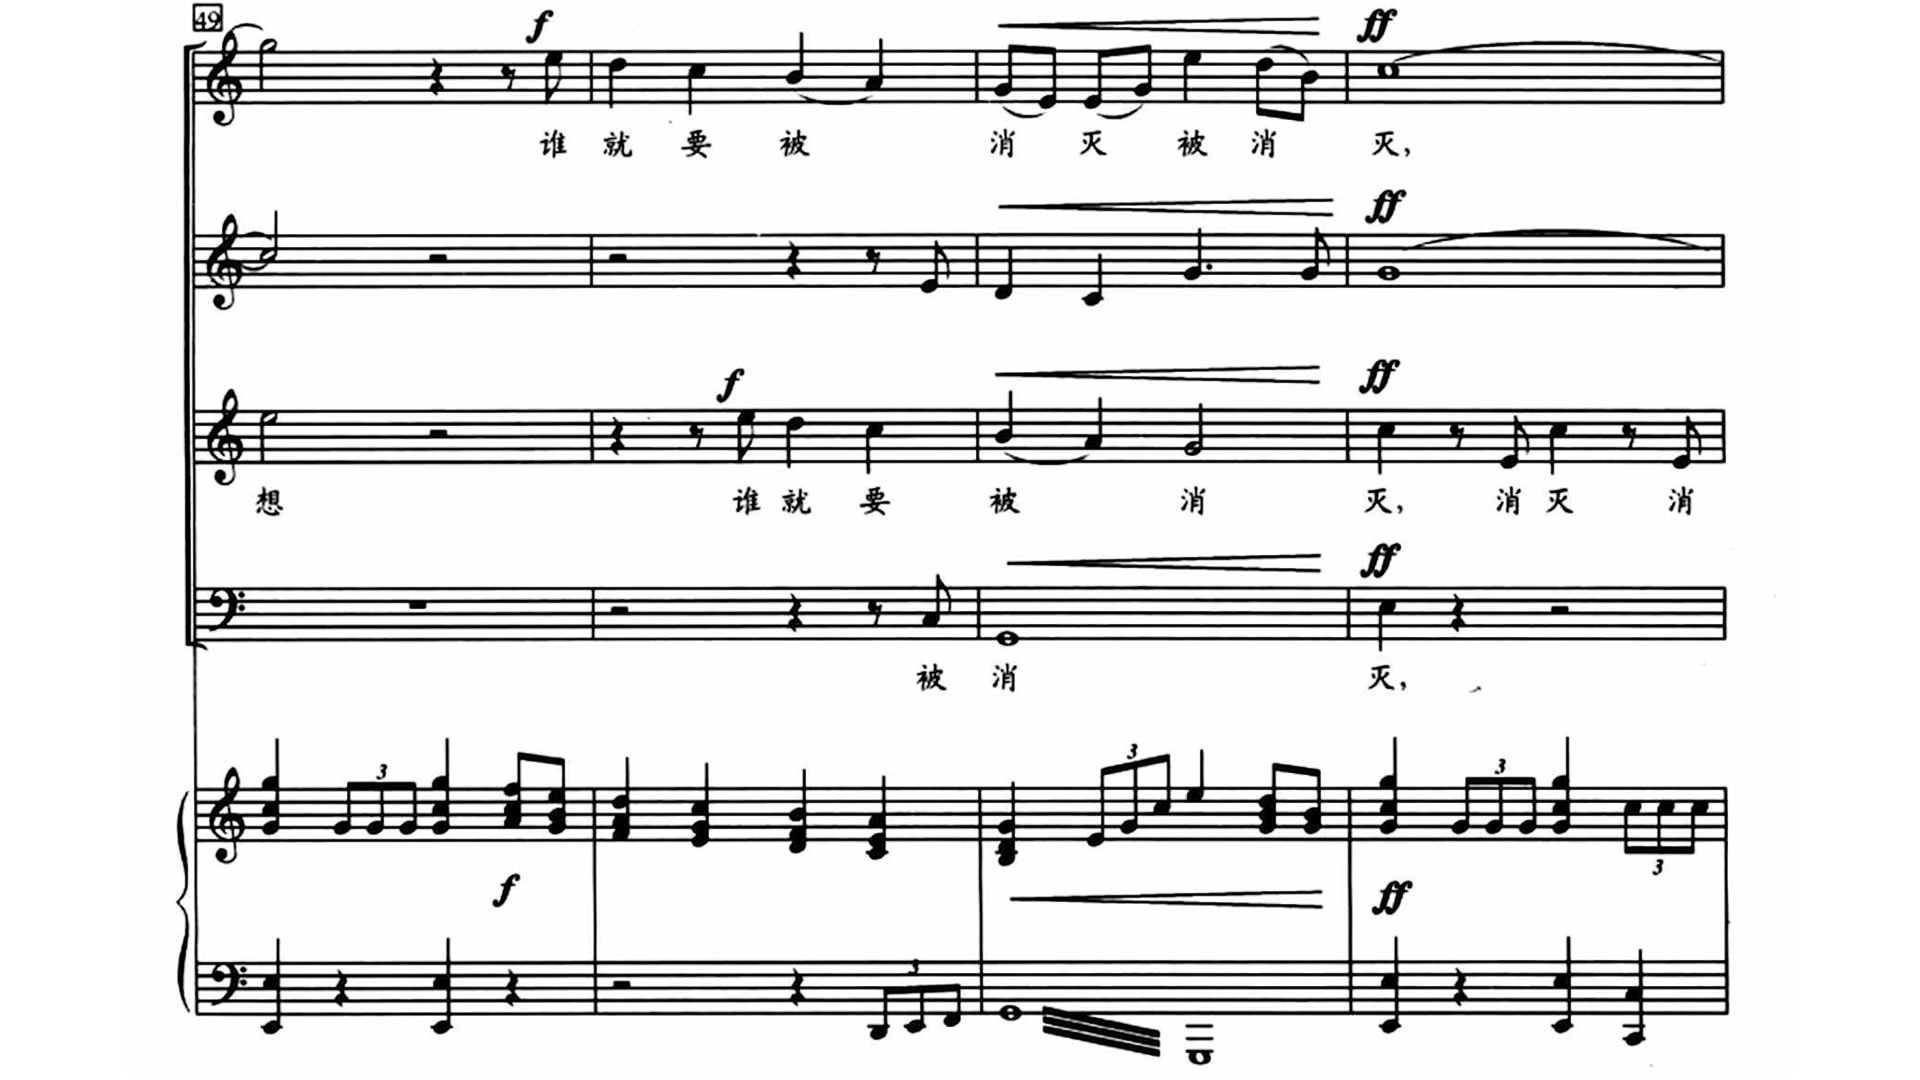 49
f
ff
谁 就 要 被 消 灭 被 消 灭,
ff
f
ff
想 谁 就 要 被 消 灭, 消 灭 消
ff
被 消 灭,
3 3 3
f ff
3
3